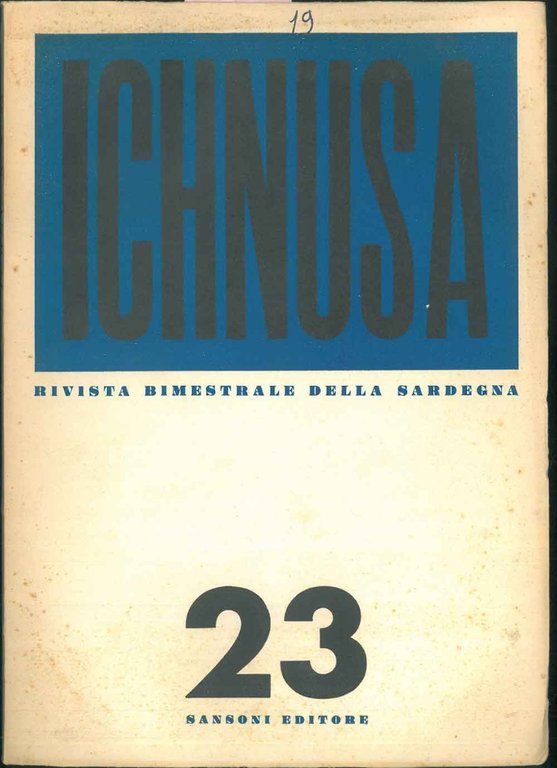 19
ICHNUSA
RIVISTA BIMESTRALE DELLA SARDEGNA
23
SANSONI EDITORE